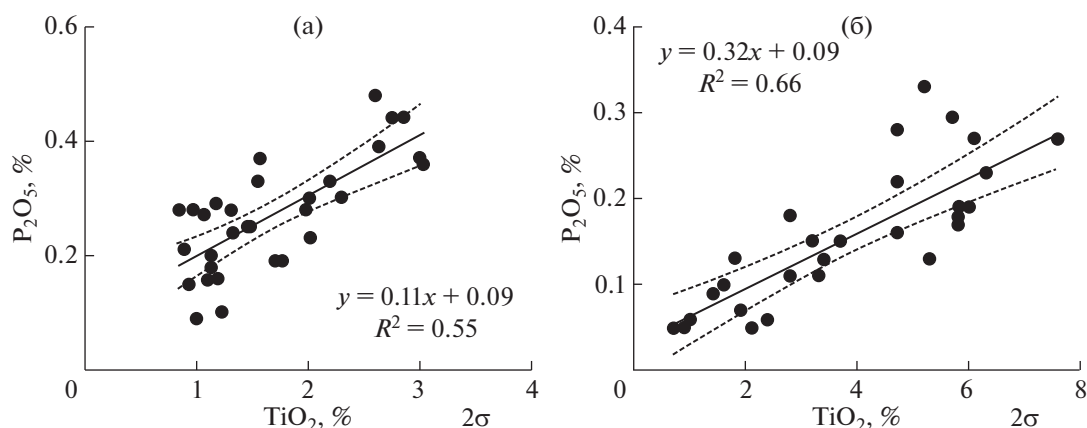 (а)
0.6
0.4
0.2
0
P₂O₅, %
y = 0.11x + 0.09
R² = 0.55
1
2
3
4
TiO₂, %
2σ
(б)
0.4
0.3
0.2
0.1
0
P₂O₅, %
y = 0.32x + 0.09
R² = 0.66
2
4
6
8
TiO₂, %
2σ